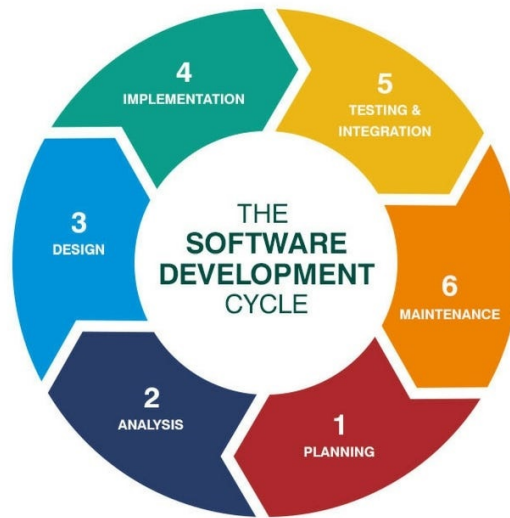 THE
SOFTWARE
DEVELOPMENT
CYCLE
1
PLANNING
2
ANALYSIS
3
DESIGN
4
IMPLEMENTATION
5
TESTING &
INTEGRATION
6
MAINTENANCE